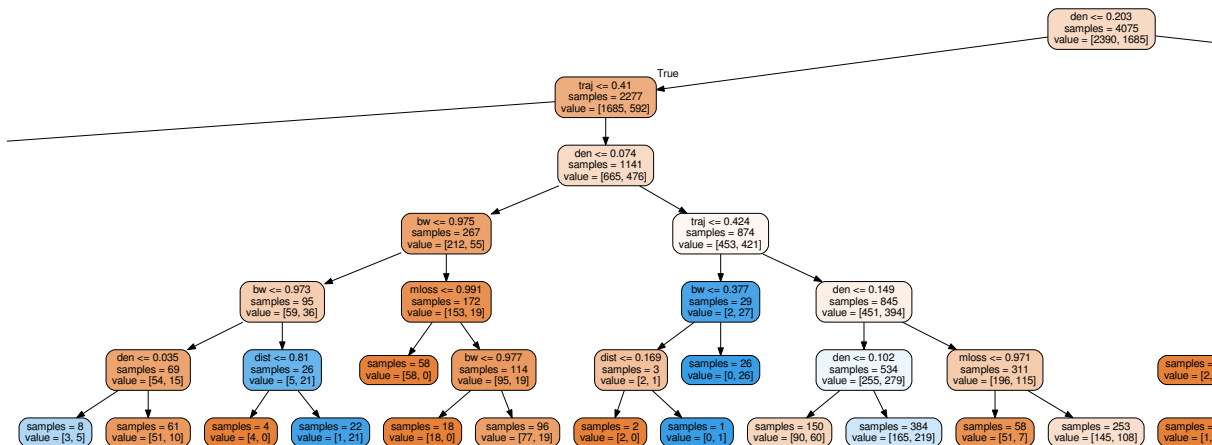 den <= 0.203
samples = 4075
value = [2390, 1685]
True
traj <= 0.41
samples = 2277
value = [1685, 592]
den <= 0.074
samples = 1141
value = [665, 476]
bw <= 0.975
samples = 267
value = [212, 55]
traj <= 0.424
samples = 874
value = [453, 421]
bw <= 0.973
samples = 95
value = [59, 36]
mloss <= 0.991
samples = 172
value = [153, 19]
bw <= 0.377
samples = 29
value = [2, 27]
den <= 0.149
samples = 845
value = [451, 394]
den <= 0.035
samples = 69
value = [54, 15]
dist <= 0.81
samples = 26
value = [5, 21]
samples = 58
value = [58, 0]
bw <= 0.977
samples = 114
value = [95, 19]
dist <= 0.169
samples = 3
value = [2, 1]
samples = 26
value = [0, 26]
den <= 0.102
samples = 534
value = [255, 279]
mloss <= 0.971
samples = 311
value = [196, 115]
samples =
value = [2,
samples = 8
value = [3, 5]
samples = 61
value = [51, 10]
samples = 4
value = [4, 0]
samples = 22
value = [1, 21]
samples = 18
value = [18, 0]
samples = 96
value = [77, 19]
samples = 2
value = [2, 0]
samples = 1
value = [0, 1]
samples = 150
value = [90, 60]
samples = 384
value = [165, 219]
samples = 58
value = [51, 7]
samples = 253
value = [145, 108]
samples =
value = [1